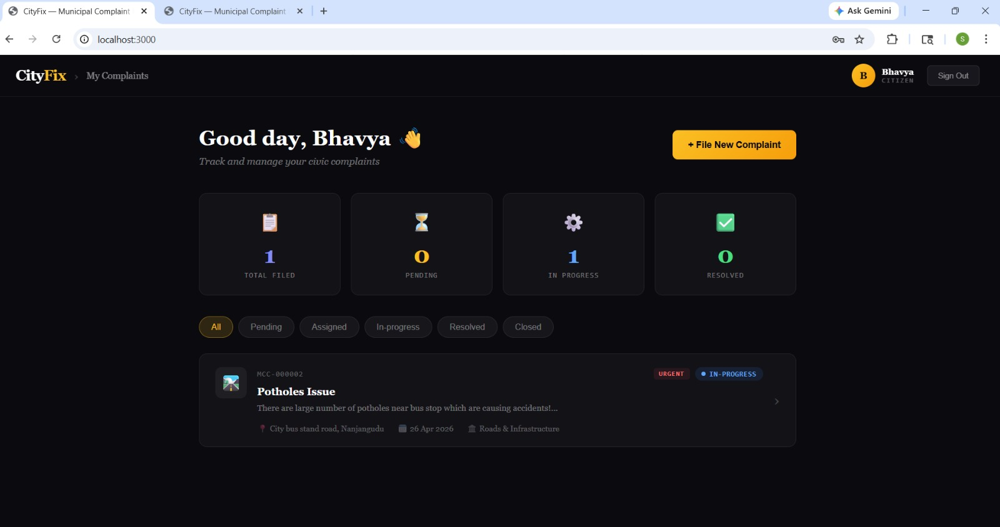 CityFix — Municipal Complaint
CityFix — Municipal Complaint
Ask Gemini
localhost:3000
S
CityFix › My Complaints
B
Bhavya
CITIZEN
Sign Out
Good day, Bhavya
Track and manage your civic complaints
+ File New Complaint
1
TOTAL FILED
0
PENDING
1
IN PROGRESS
0
RESOLVED
All Pending Assigned In-progress Resolved Closed
MCC-000002
URGENT
IN-PROGRESS
Potholes Issue
There are large number of potholes near bus stop which are causing accidents!...
City bus stand road, Nanjangudu 26 Apr 2026 Roads & Infrastructure